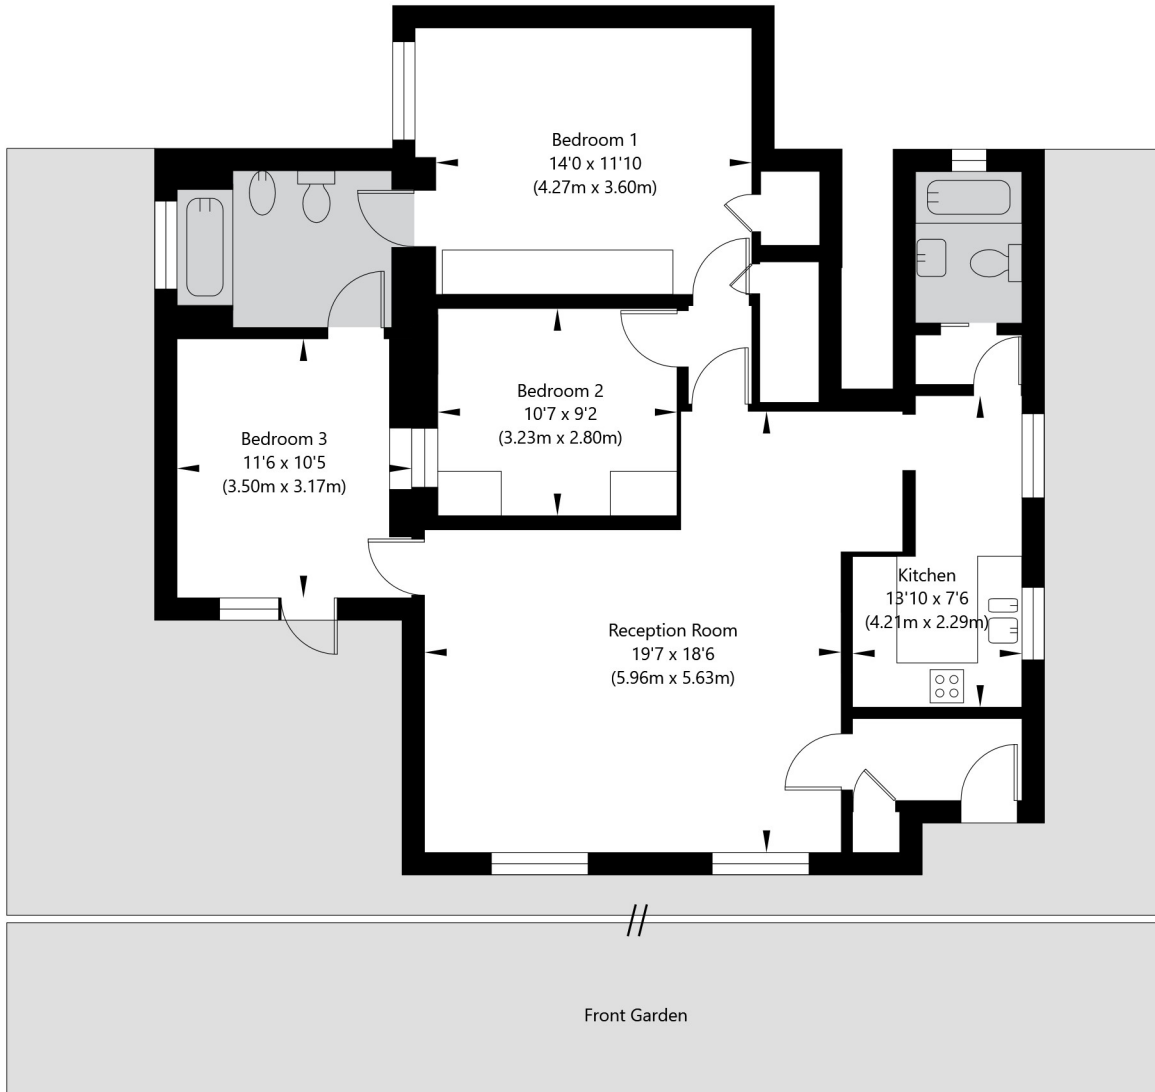 Bedroom 1
14'0 x 11'10
(4.27m x 3.60m)
Bedroom 2
10'7 x 9'2
(3.23m x 2.80m)
Bedroom 3
11'6 x 10'5
(3.50m x 3.17m)
Kitchen
13'10 x 7'6
(4.21m x 2.29m)
Reception Room
19'7 x 18'6
(5.96m x 5.63m)
Front Garden